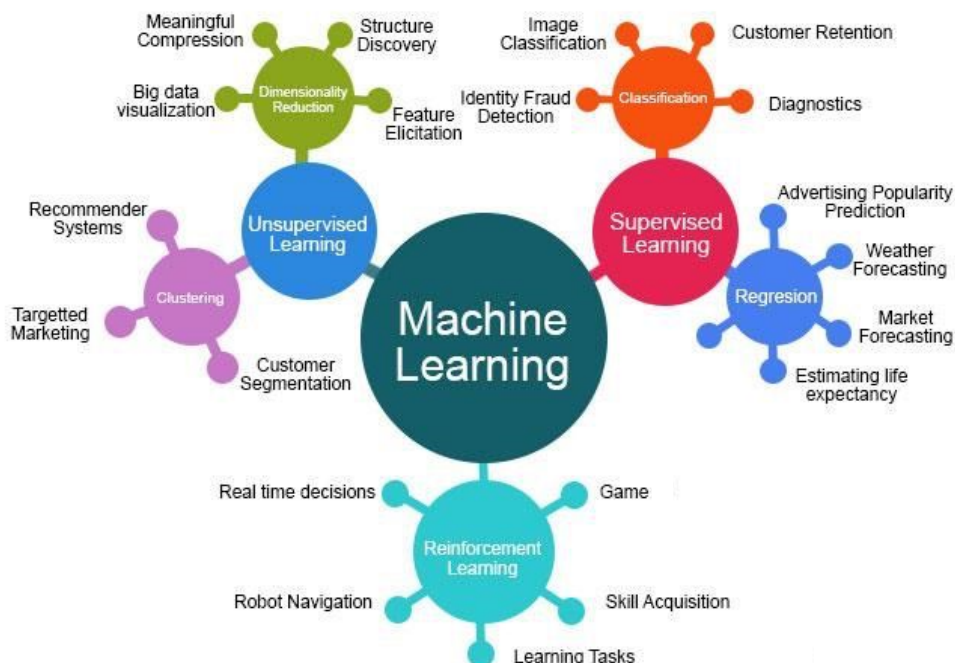 Meaningful
Compression
Structure
Discovery
Big data
visualization
Dimensionality
Reduction
Feature
Elicitation
Image
Classification
Customer Retention
Identity Fraud
Detection
Classification
Diagnostics
Recommender
Systems
Unsupervised
Learning
Clustering
Targetted
Marketing
Customer
Segmentation
Machine
Learning
Supervised
Learning
Advertising Popularity
Prediction
Weather
Forecasting
Regresion
Market
Forecasting
Estimating life
expectancy
Real time decisions
Game
Reinforcement
Learning
Robot Navigation
Skill Acquisition
Learning Tasks